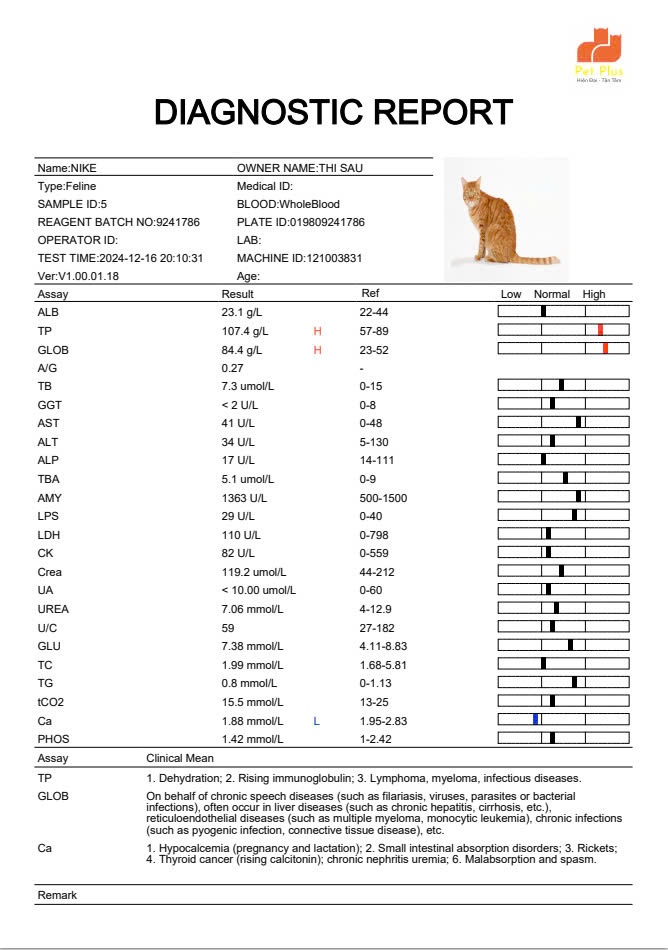 Pet Plus
Hiện Đại - Tận Tâm
DIAGNOSTIC REPORT
Name:NIKE OWNER NAME:THI SAU
Type:Feline Medical ID:
SAMPLE ID:5 BLOOD:WholeBlood
REAGENT BATCH NO:9241786 PLATE ID:019809241786
OPERATOR ID: LAB:
TEST TIME:2024-12-16 20:10:31 MACHINE ID:121003831
Ver:V1.00.01.18 Age:
Assay Result Ref Low Normal High
ALB 23.1 g/L 22-44
TP 107.4 g/L H 57-89
GLOB 84.4 g/L H 23-52
A/G 0.27 -
TB 7.3 umol/L 0-15
GGT < 2 U/L 0-8
AST 41 U/L 0-48
ALT 34 U/L 5-130
ALP 17 U/L 14-111
TBA 5.1 umol/L 0-9
AMY 1363 U/L 500-1500
LPS 29 U/L 0-40
LDH 110 U/L 0-798
CK 82 U/L 0-559
Crea 119.2 umol/L 44-212
UA < 10.00 umol/L 0-60
UREA 7.06 mmol/L 4-12.9
U/C 59 27-182
GLU 7.38 mmol/L 4.11-8.83
TC 1.99 mmol/L 1.68-5.81
TG 0.8 mmol/L 0-1.13
tCO2 15.5 mmol/L 13-25
Ca 1.88 mmol/L L 1.95-2.83
PHOS 1.42 mmol/L 1-2.42
Assay Clinical Mean
TP 1. Dehydration; 2. Rising immunoglobulin; 3. Lymphoma, myeloma, infectious diseases.
GLOB On behalf of chronic speech diseases (such as filariasis, viruses, parasites or bacterial
infections), often occur in liver diseases (such as chronic hepatitis, cirrhosis, etc.),
reticuloendothelial diseases (such as multiple myeloma, monocytic leukemia), chronic infections
(such as pyogenic infection, connective tissue disease), etc.
Ca 1. Hypocalcemia (pregnancy and lactation); 2. Small intestinal absorption disorders; 3. Rickets;
4. Thyroid cancer (rising calcitonin); chronic nephritis uremia; 6. Malabsorption and spasm.
Remark